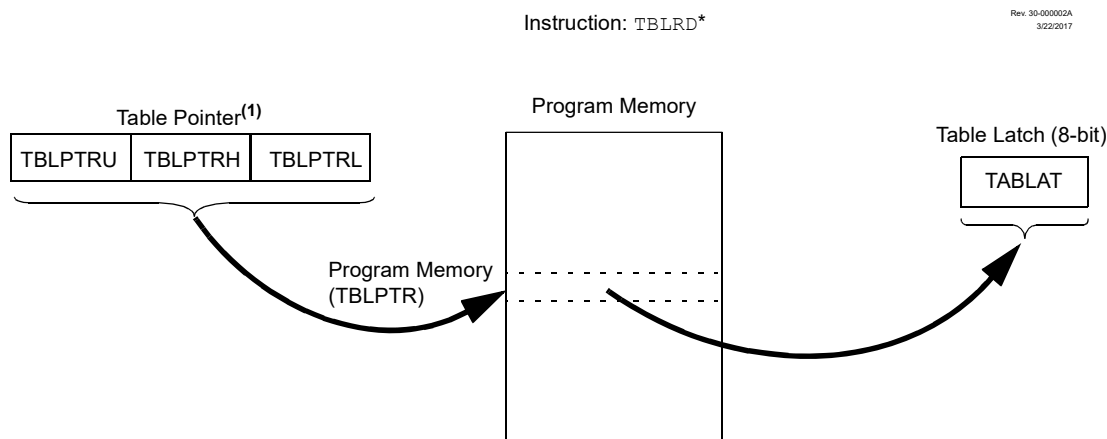 Instruction: TBLRD*
Rev. 30-000002A
3/22/2017
Program Memory
Table Pointer(1)
Table Latch (8-bit)
TBLPTRU TBLPTRH TBLPTRL
TABLAT
Program Memory
(TBLPTR)